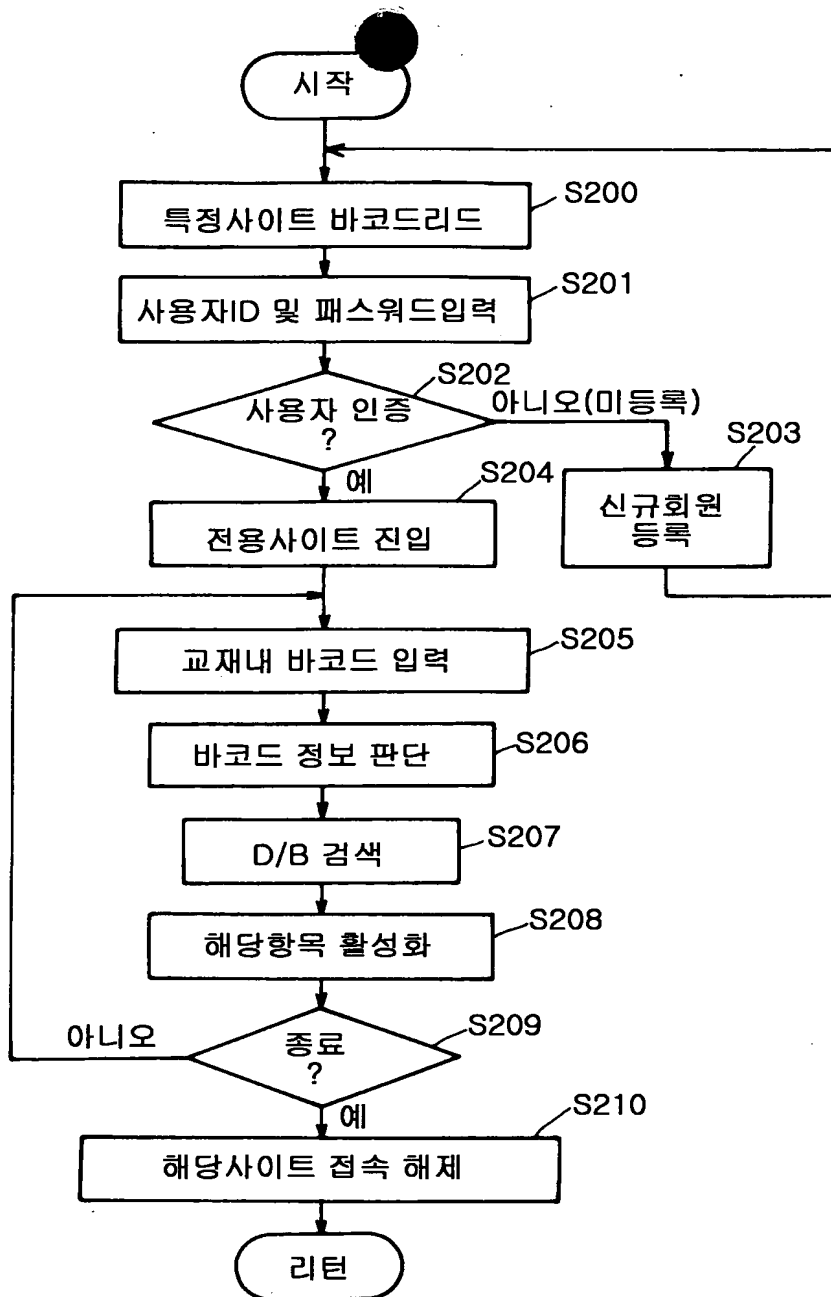 시작
특정사이트 바코드리드
S200
사용자ID 및 패스워드입력
S201
사용자 인증
?
S202
아니오(미등록)
예
신규회원
등록
S203
전용사이트 진입
S204
교재내 바코드 입력
S205
바코드 정보 판단
S206
D/B 검색
S207
해당항목 활성화
S208
종료
?
S209
아니오
예
해당사이트 접속 해제
S210
리턴